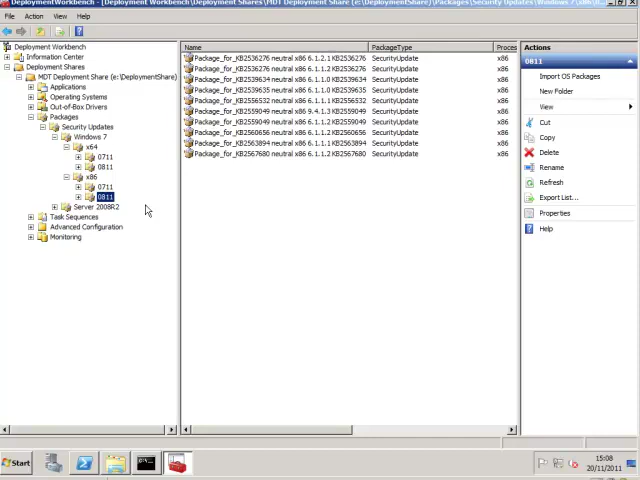 DeploymentWorkbench - [Deployment Workbench\Deployment Shares\MDT Deployment Share (e:\DeploymentShare)\Packages\Security Updates\Windows 7\x86\
File Action View Help
Deployment Workbench
Information Center
Deployment Shares
MDT Deployment Share (e:\DeploymentShare)
Applications
Operating Systems
Out-of-Box Drivers
Packages
Security Updates
Windows 7
x64
0711
0811
x86
0711
0811
Server 2008R2
Task Sequences
Advanced Configuration
Monitoring
Name PackageType Proces
Package_for_KB2536276 neutral x86 6.1.2.1 KB2536276 SecurityUpdate x86
Package_for_KB2536276 neutral x86 6.1.1.2 KB2536276 SecurityUpdate x86
Package_for_KB2539634 neutral x86 6.1.1.0 KB2539634 SecurityUpdate x86
Package_for_KB2539635 neutral x86 6.1.1.0 KB2539635 SecurityUpdate x86
Package_for_KB2556532 neutral x86 6.1.1.1 KB2556532 SecurityUpdate x86
Package_for_KB2559049 neutral x86 9.4.1.3 KB2559049 SecurityUpdate x86
Package_for_KB2559049 neutral x86 6.1.1.2 KB2559049 SecurityUpdate x86
Package_for_KB2560656 neutral x86 6.1.1.2 KB2560656 SecurityUpdate x86
Package_for_KB2563894 neutral x86 6.1.1.1 KB2563894 SecurityUpdate x86
Package_for_KB2567680 neutral x86 6.1.1.2 KB2567680 SecurityUpdate x86
Actions
0811
Import OS Packages
New Folder
View
Cut
Copy
Delete
Rename
Refresh
Export List...
Properties
Help
Start
15:08
20/11/2011